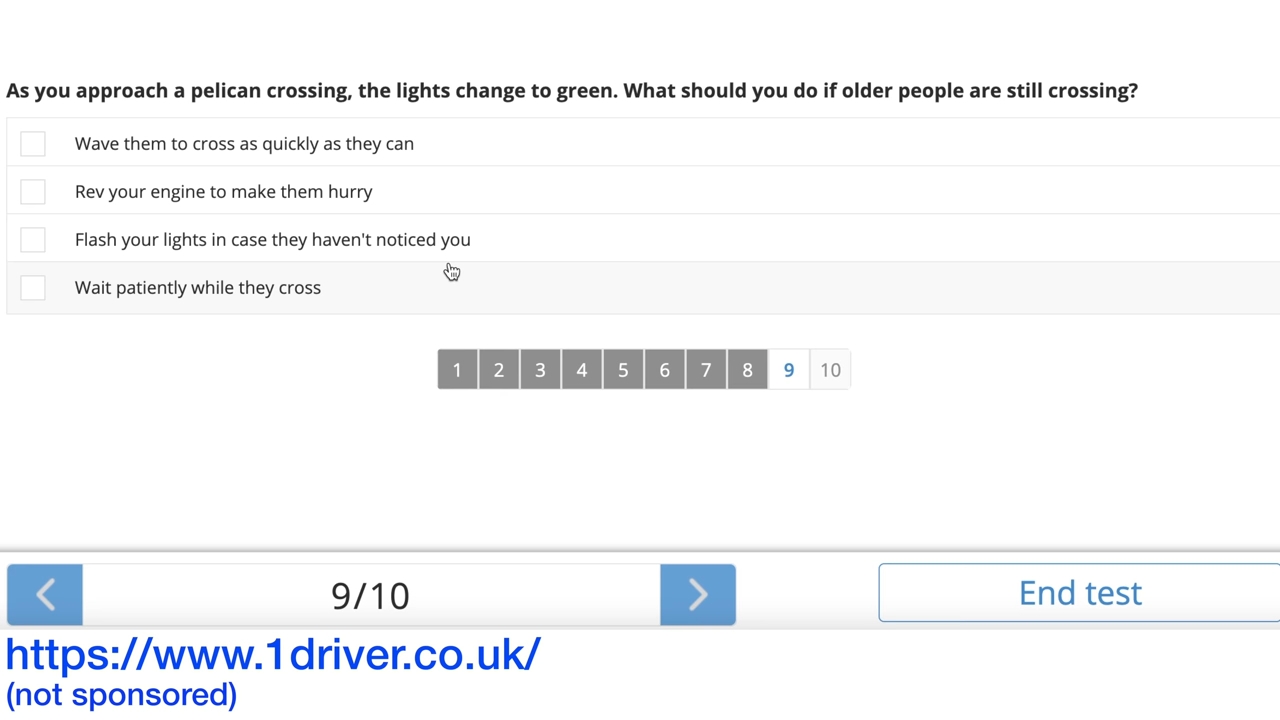 As you approach a pelican crossing, the lights change to green. What should you do if older people are still crossing?
Wave them to cross as quickly as they can
Rev your engine to make them hurry
Flash your lights in case they haven't noticed you
Wait patiently while they cross
1 2 3 4 5 6 7 8 9 10
9/10
End test
https://www.1driver.co.uk/
(not sponsored)